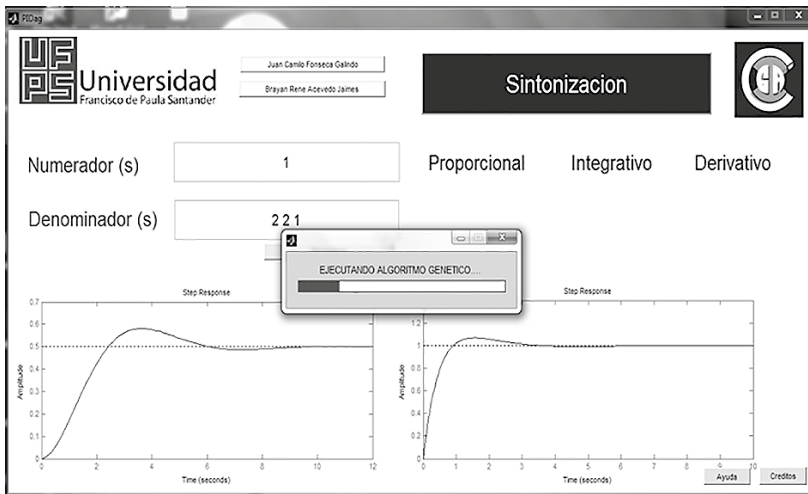 PIDag
UFPS
Universidad
Francisco de Paula Santander
Juan Camilo Fonseca Galindo
Brayan Rene Acevedo Jaimes
Sintonizacion
Numerador (s)
1
Proporcional
Integrativo
Derivativo
Denominador (s)
2 2 1
EJECUTANDO ALGORITMO GENETICO....
Step Response
Amplitude
0.7
0.6
0.5
0.4
0.3
0.2
0.1
0
0 2 4 6 8 10 12
Time (seconds)
Step Response
Amplitude
1.2
1
0.8
0.6
0.4
0.2
0
0 1 2 3 4 5 6 7 8 9 10
Time (seconds)
Ayuda
Creditos